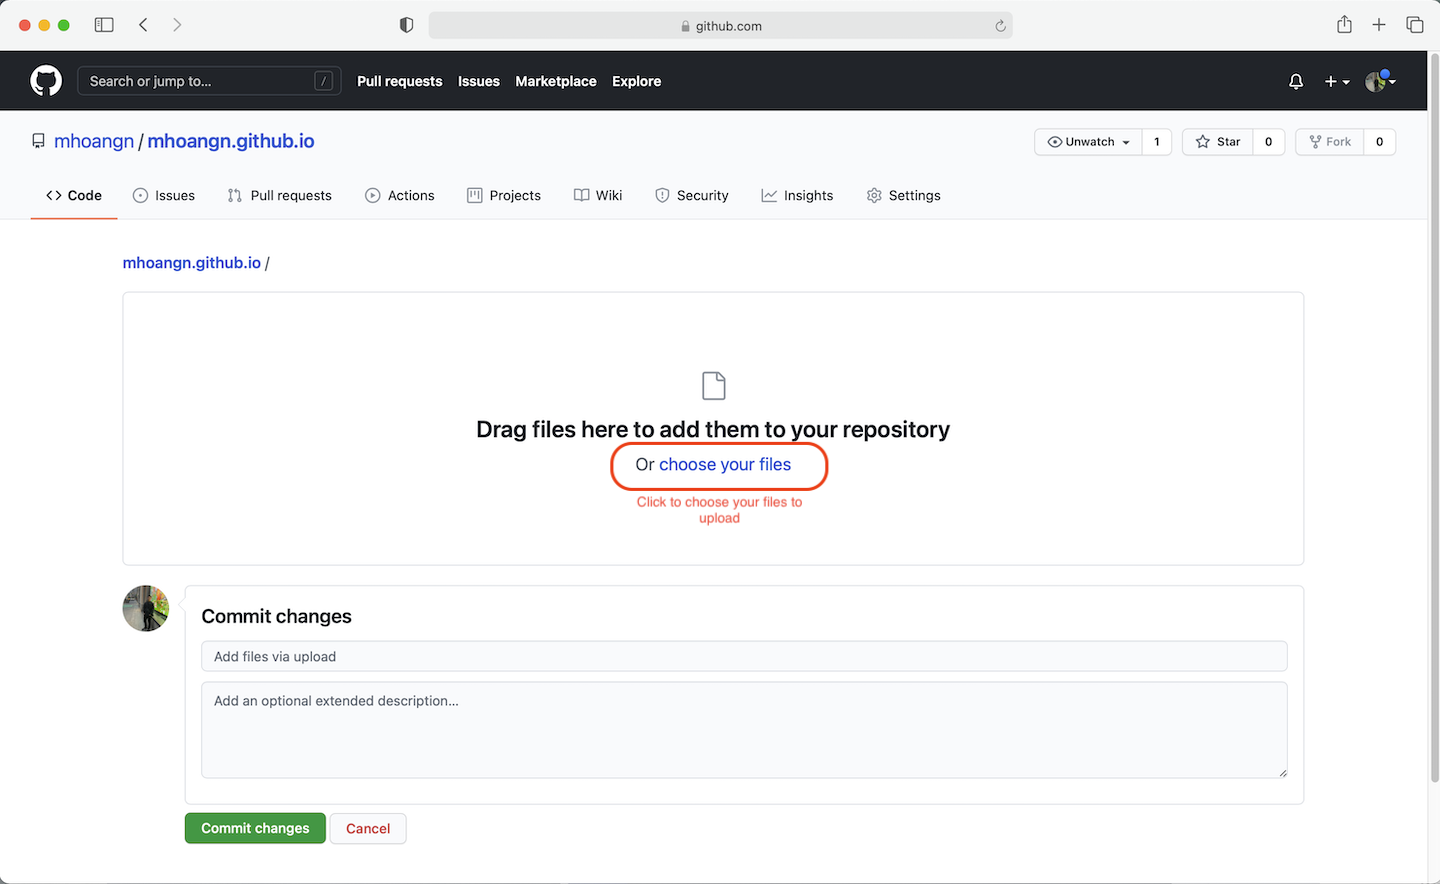 github.com
Search or jump to... /
Pull requests Issues Marketplace Explore
mhoangn / mhoangn.github.io
Unwatch 1 Star 0 Fork 0
Code Issues Pull requests Actions Projects Wiki Security Insights Settings
mhoangn.github.io /
Drag files here to add them to your repository
Or choose your files
Click to choose your files to
upload
Commit changes
Add files via upload
Add an optional extended description...
Commit changes Cancel